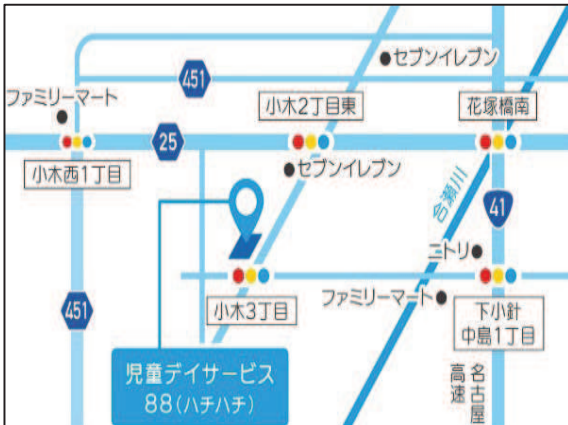 セブンイレブン
451
ファミリーマート
小木2丁目東
花塚橋南
25
小木西1丁目
セブンイレブン
合瀬川
41
ニトリ
451
小木3丁目
ファミリーマート
下小針
中島1丁目
児童デイサービス
88(ハチハチ)
名古屋
高速